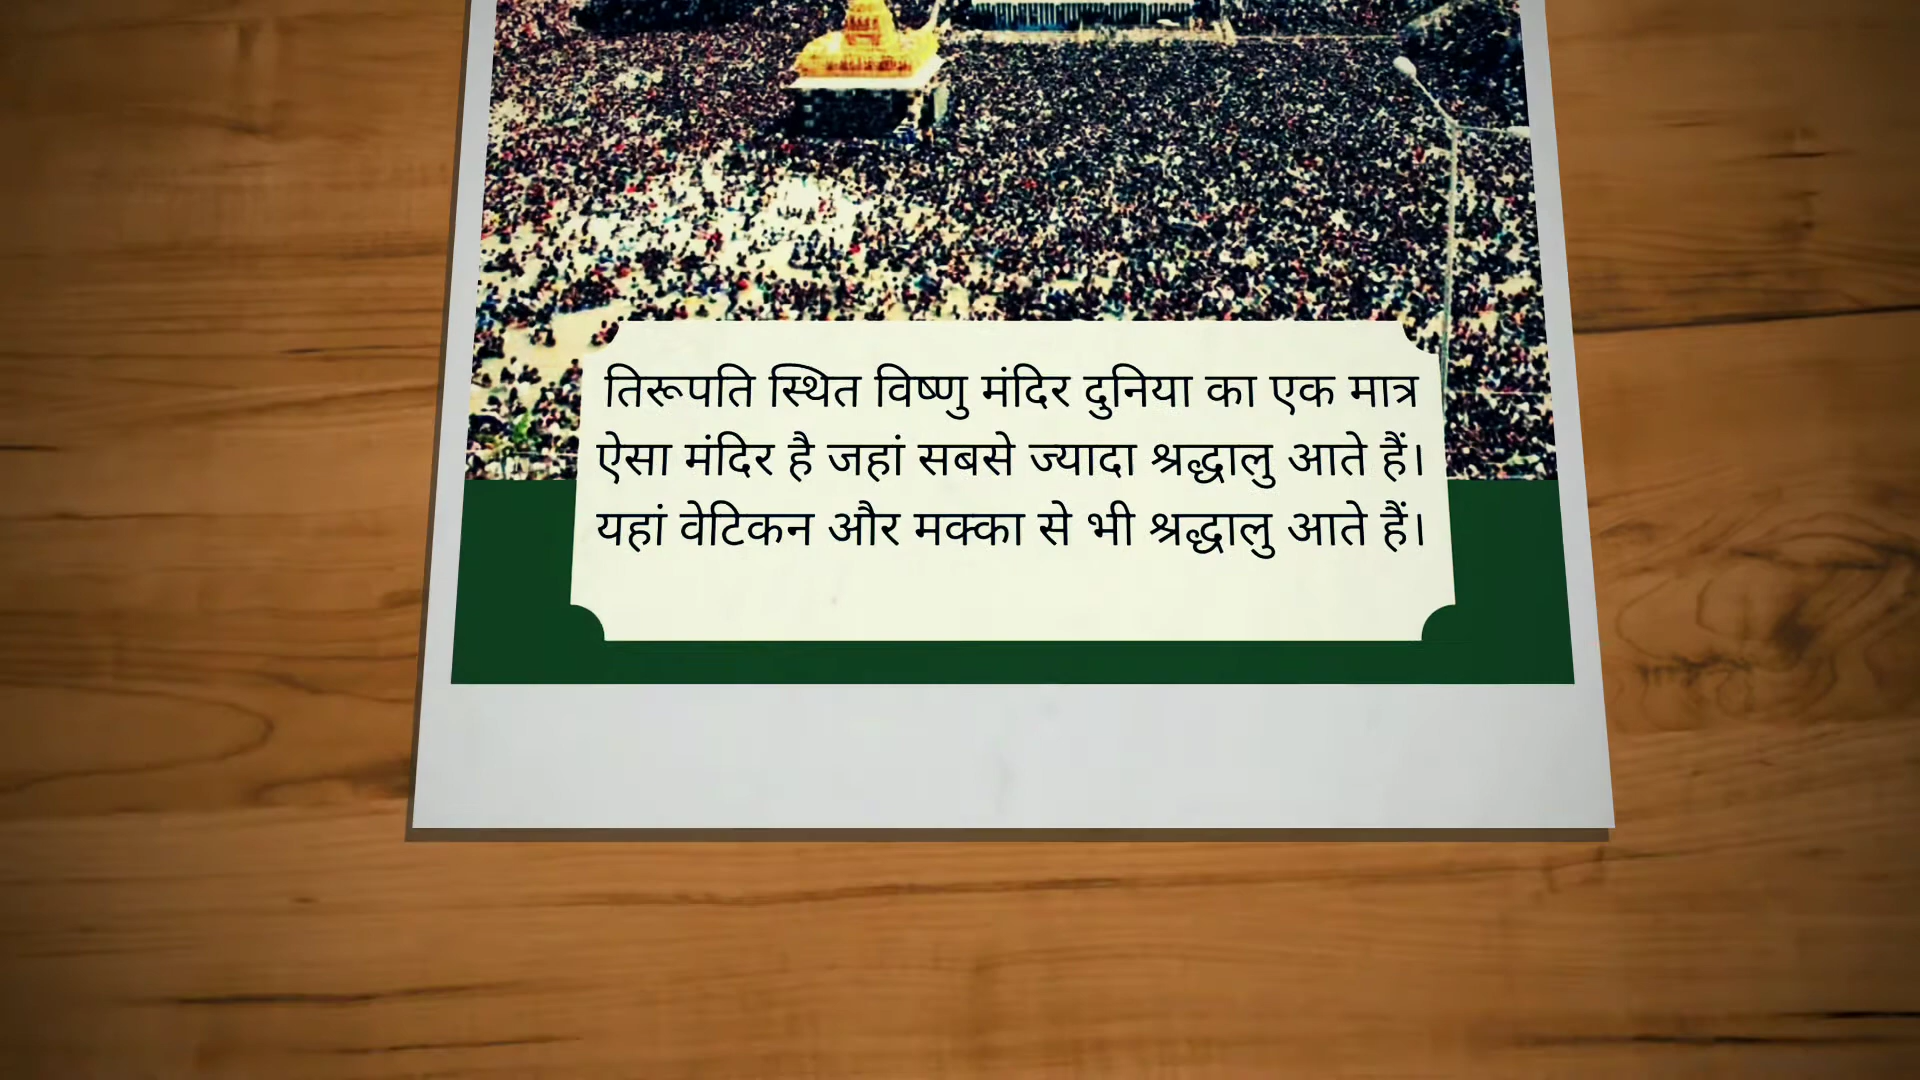 तिरूपति स्थित विष्णु मंदिर दुनिया का एक मात्र
ऐसा मंदिर है जहां सबसे ज्यादा श्रद्धालु आते हैं।
यहां वेटिकन और मक्का से भी श्रद्धालु आते हैं।